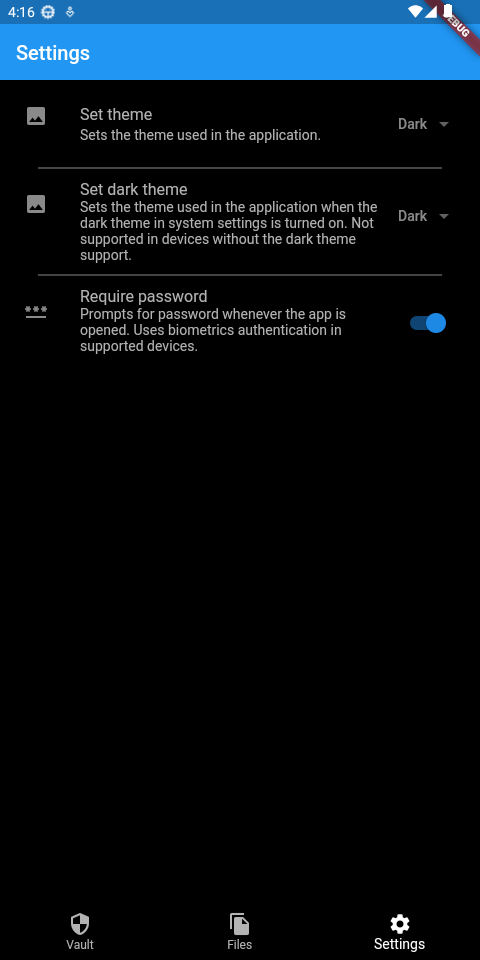 4:16
DEBUG
Settings
Set theme
Sets the theme used in the application.
Dark
Set dark theme
Sets the theme used in the application when the
dark theme in system settings is turned on. Not
supported in devices without the dark theme
support.
Dark
Require password
Prompts for password whenever the app is
opened. Uses biometrics authentication in
supported devices.
Vault
Files
Settings